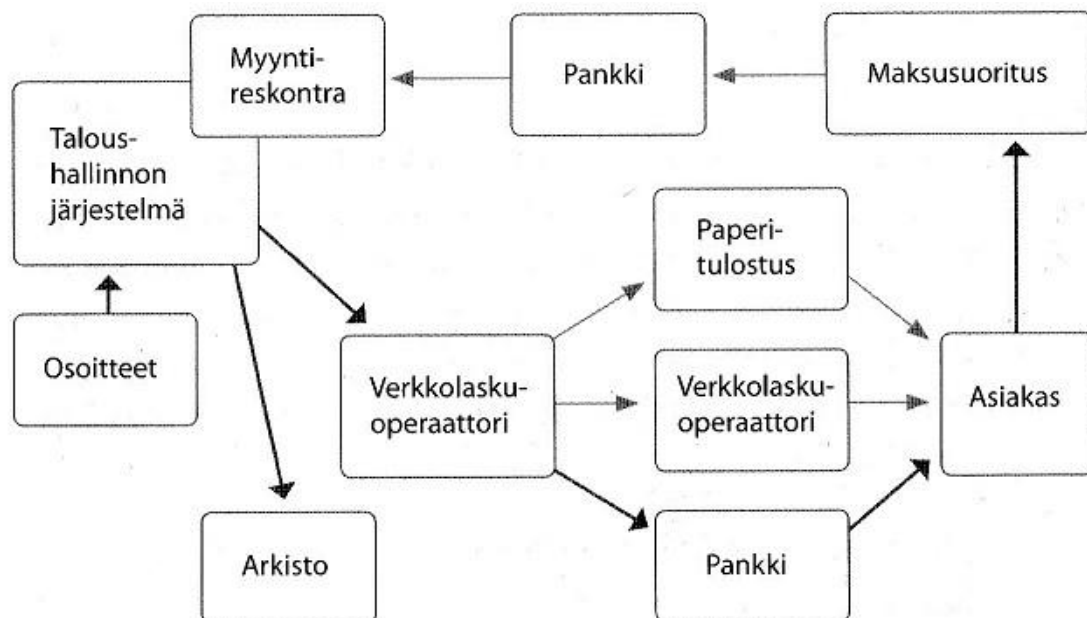 Myynti-
reskontra
Pankki
Maksusuoritus
Talous-
hallinnon
järjestelmä
Paperi-
tulostus
Osoitteet
Verkkolasku-
operaattori
Verkkolasku-
operaattori
Asiakas
Arkisto
Pankki